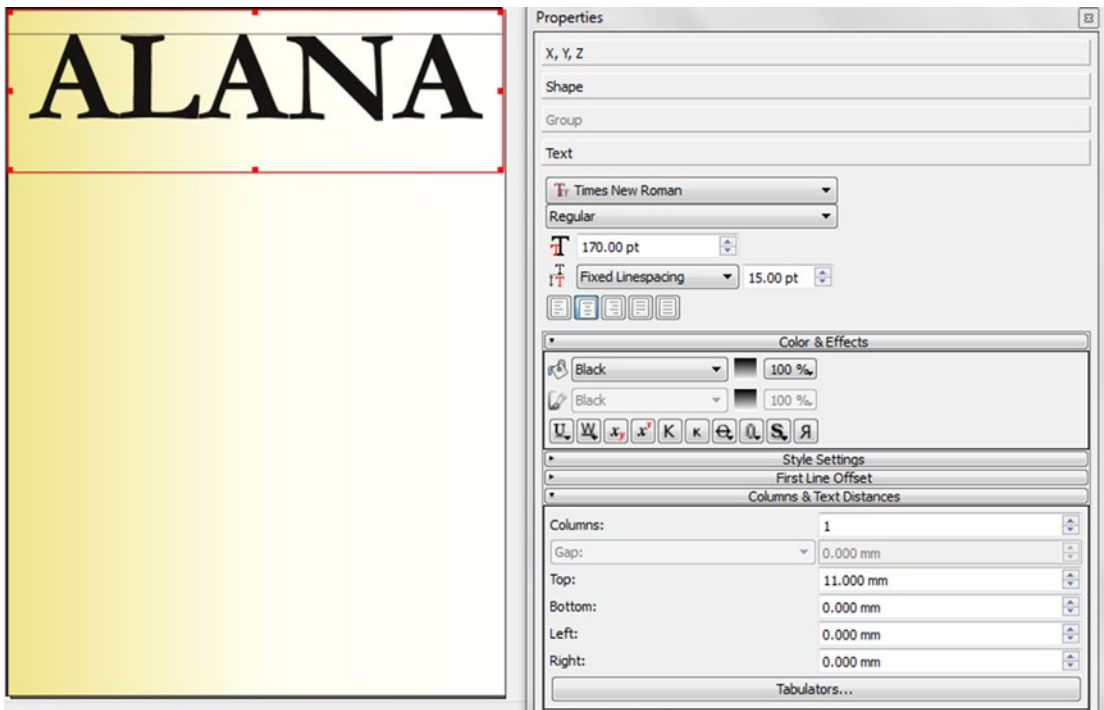 ALANA
Properties
X, Y, Z
Shape
Group
Text
Times New Roman
Regular
170.00 pt
Fixed Linespacing 15.00 pt
Color & Effects
Black 100 %
Black 100 %
Style Settings
First Line Offset
Columns & Text Distances
Columns: 1
Gap: 0.000 mm
Top: 11.000 mm
Bottom: 0.000 mm
Left: 0.000 mm
Right: 0.000 mm
Tabulators...